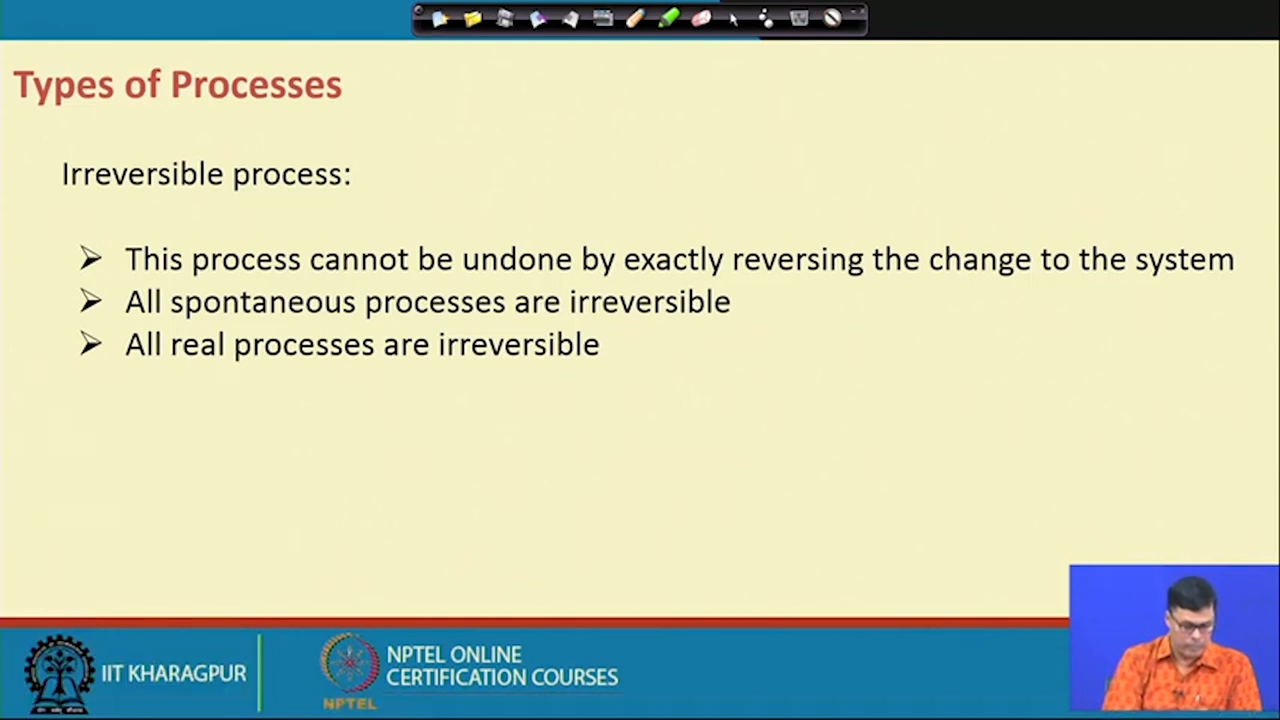 Types of Processes
Irreversible process:
➤ This process cannot be undone by exactly reversing the change to the system
➤ All spontaneous processes are irreversible
➤ All real processes are irreversible
IIT KHARAGPUR
NPTEL
NPTEL ONLINE
CERTIFICATION COURSES